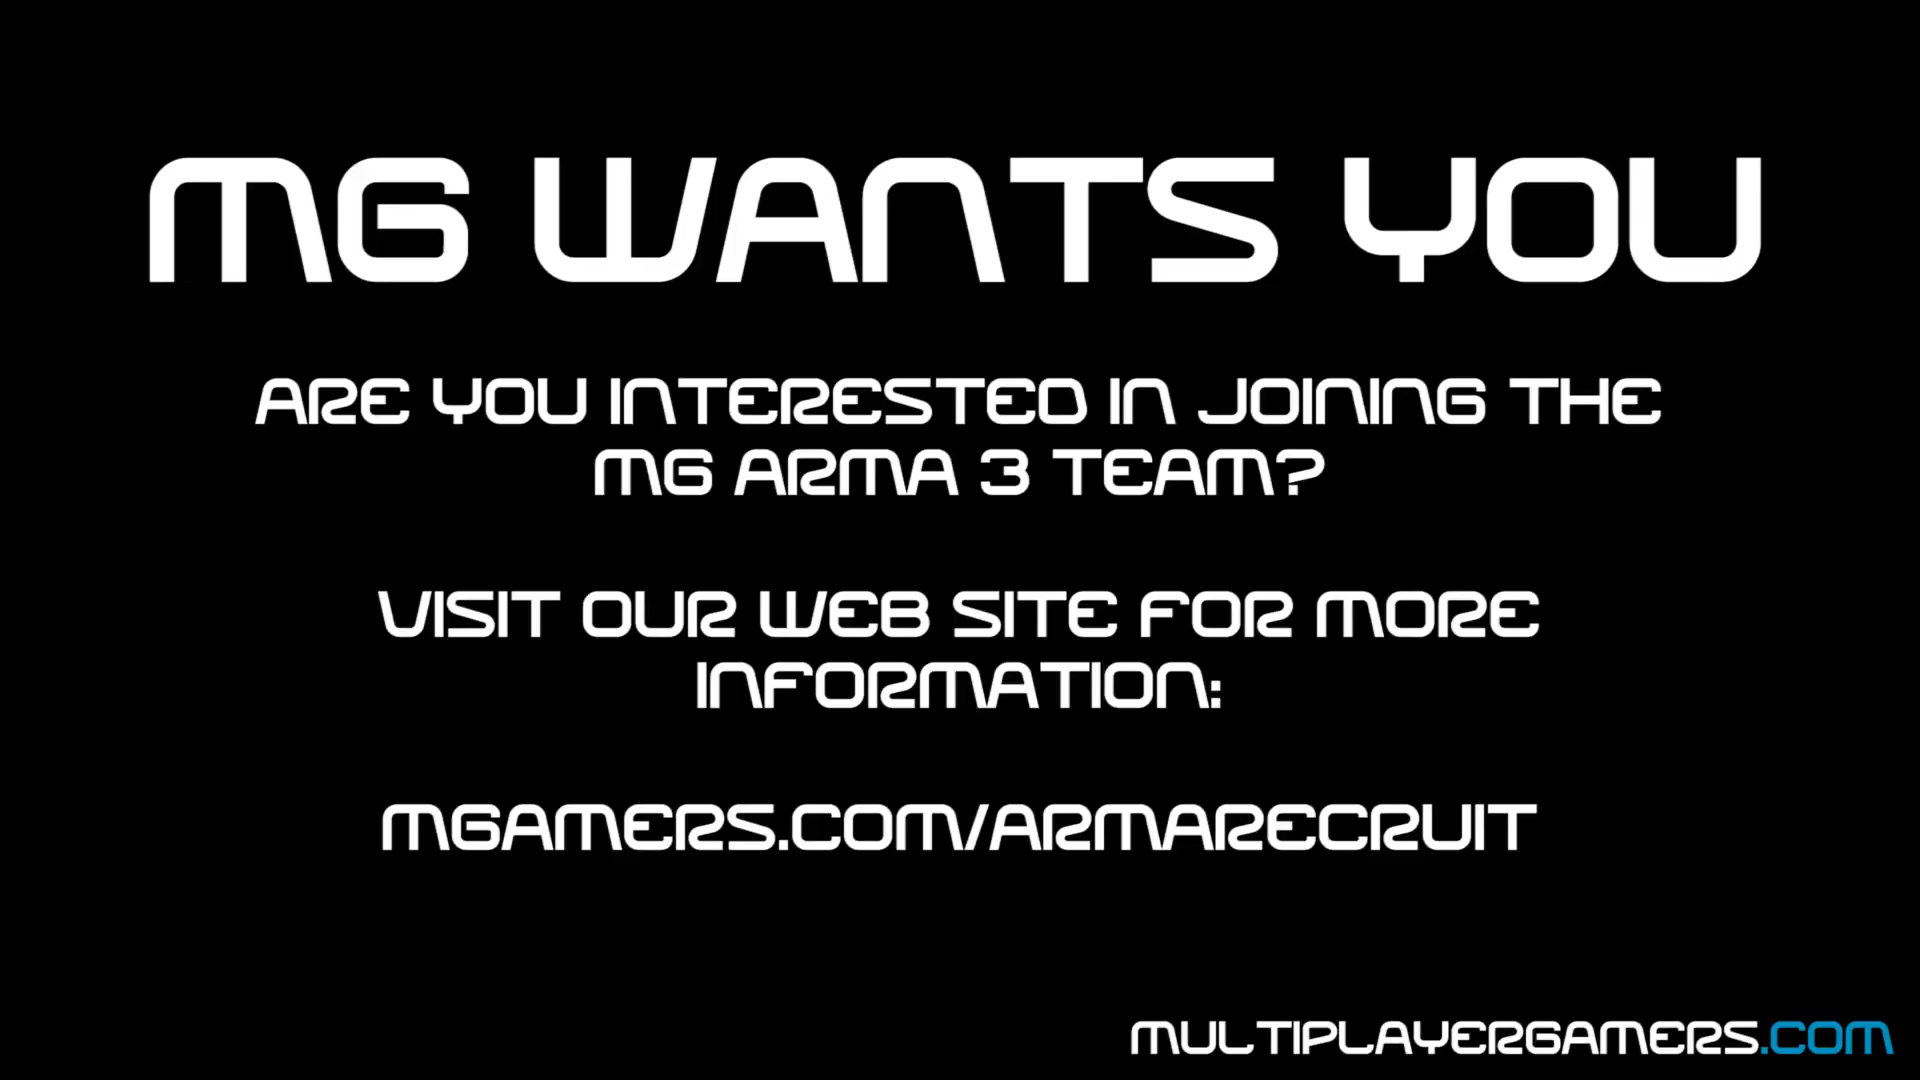 MG WANTS YOU
ARE YOU INTERESTED IN JOINING THE
MG ARMA 3 TEAM?
VISIT OUR WEB SITE FOR MORE
INFORMATION:
MGAMERS.COM/ARMARECRUIT
MULTIPLAYERGAMERS.COM